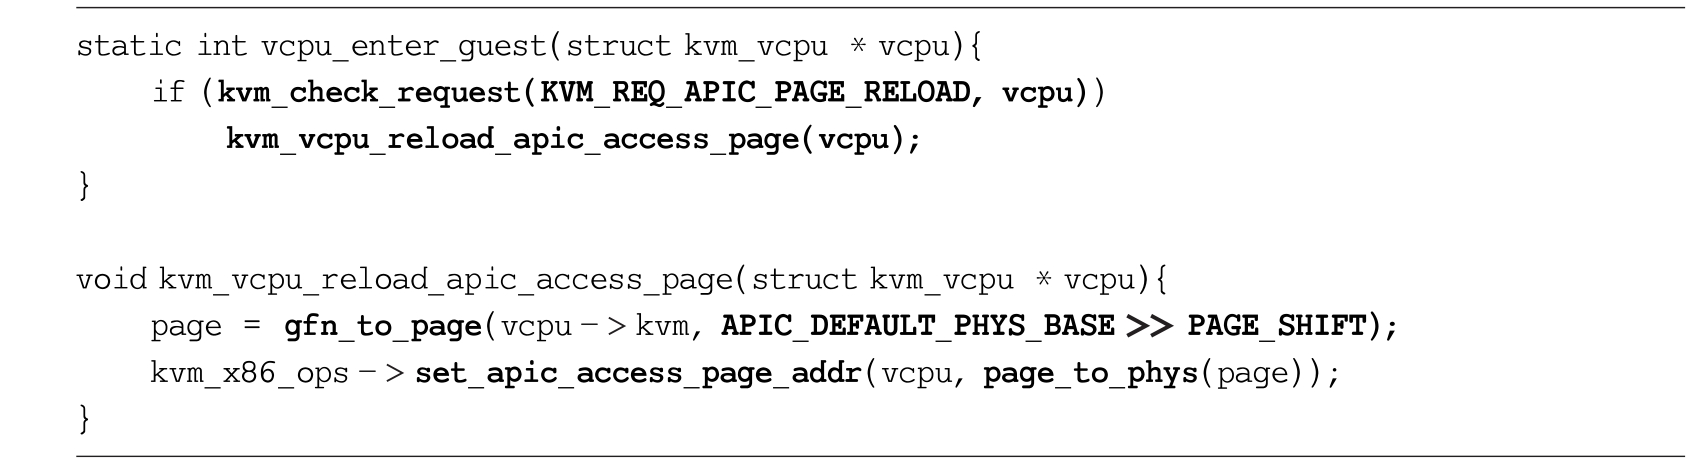 static int vcpu_enter_guest(struct kvm_vcpu * vcpu){
if (kvm_check_request(KVM_REQ_APIC_PAGE_RELOAD, vcpu))
kvm_vcpu_reload_apic_access_page(vcpu);
}
void kvm_vcpu_reload_apic_access_page(struct kvm_vcpu * vcpu){
page = gfn_to_page(vcpu->kvm, APIC_DEFAULT_PHYS_BASE >> PAGE_SHIFT);
kvm_x86_ops->set_apic_access_page_addr(vcpu, page_to_phys(page));
}